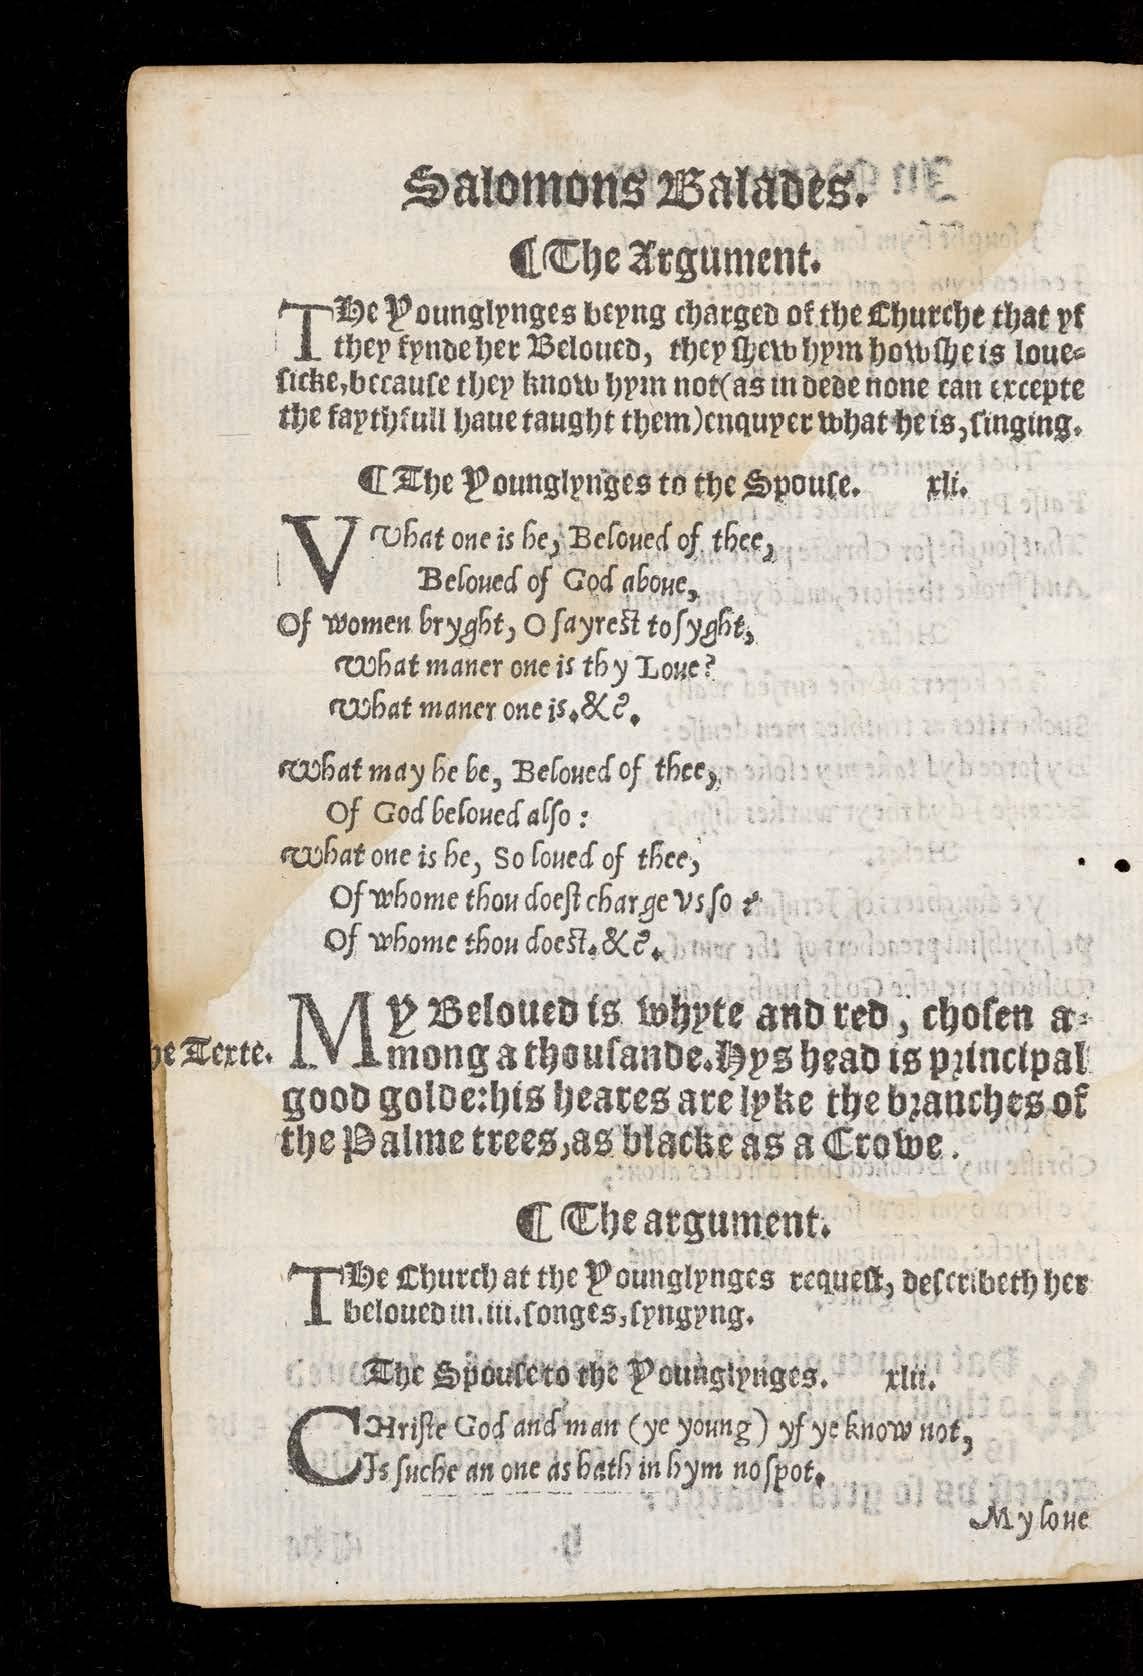 Salomons Balades.
¶ The Argument.
THe Younglynges beyng charged of the Churche that yf
they fynde her Beloued, they shew hym how she is loue-
sicke, because they know hym not (as in dede none can excepte
the faythfull haue taught them) enquyer what he is, singing.
¶ The Younglynges to the Spouse. xli.
VVhat one is he, Beloued of thee,
Beloued of God aboue,
Of women bryght, O fayrest to syght,
What maner one is thy Loue?
What maner one is. &c.
What may he be, Beloued of thee,
Of God beloued also:
What one is he, So loued of thee,
Of whome thou doest charge vs so?
Of whome thou doest. &c.
MY Beloued is whyte and red, chosen a-
he Texte.
mong a thousande. Hys head is principal
good golde: his heares are lyke the branches of
the Palme trees, as blacke as a Crowe.
¶ The argument.
THe Church at the Younglynges request, describeth her
beloued in .iii. songes, syngyng.
The Spouse to the Younglynges. xlii.
CHriste God and man (ye young) yf ye know not,
Is suche an one as hath in hym no spot.
My loue